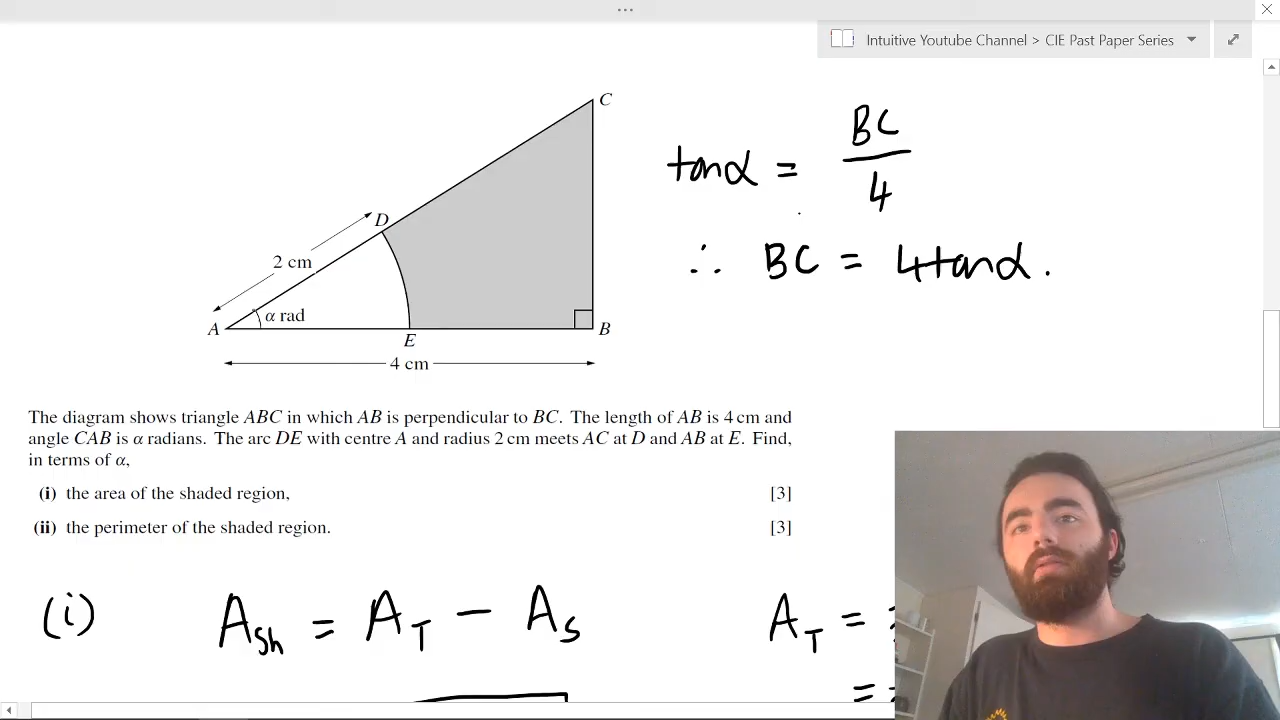 Intuitive Youtube Channel > CIE Past Paper Series
C
D
2 cm
A
α rad
E
B
4 cm
tanα = BC/4
∴ BC = 4tanα.
The diagram shows triangle ABC in which AB is perpendicular to BC. The length of AB is 4 cm and
angle CAB is α radians. The arc DE with centre A and radius 2 cm meets AC at D and AB at E. Find,
in terms of α,
(i) the area of the shaded region, [3]
(ii) the perimeter of the shaded region. [3]
(i) A_Sh = A_T − A_S
A_T =
=